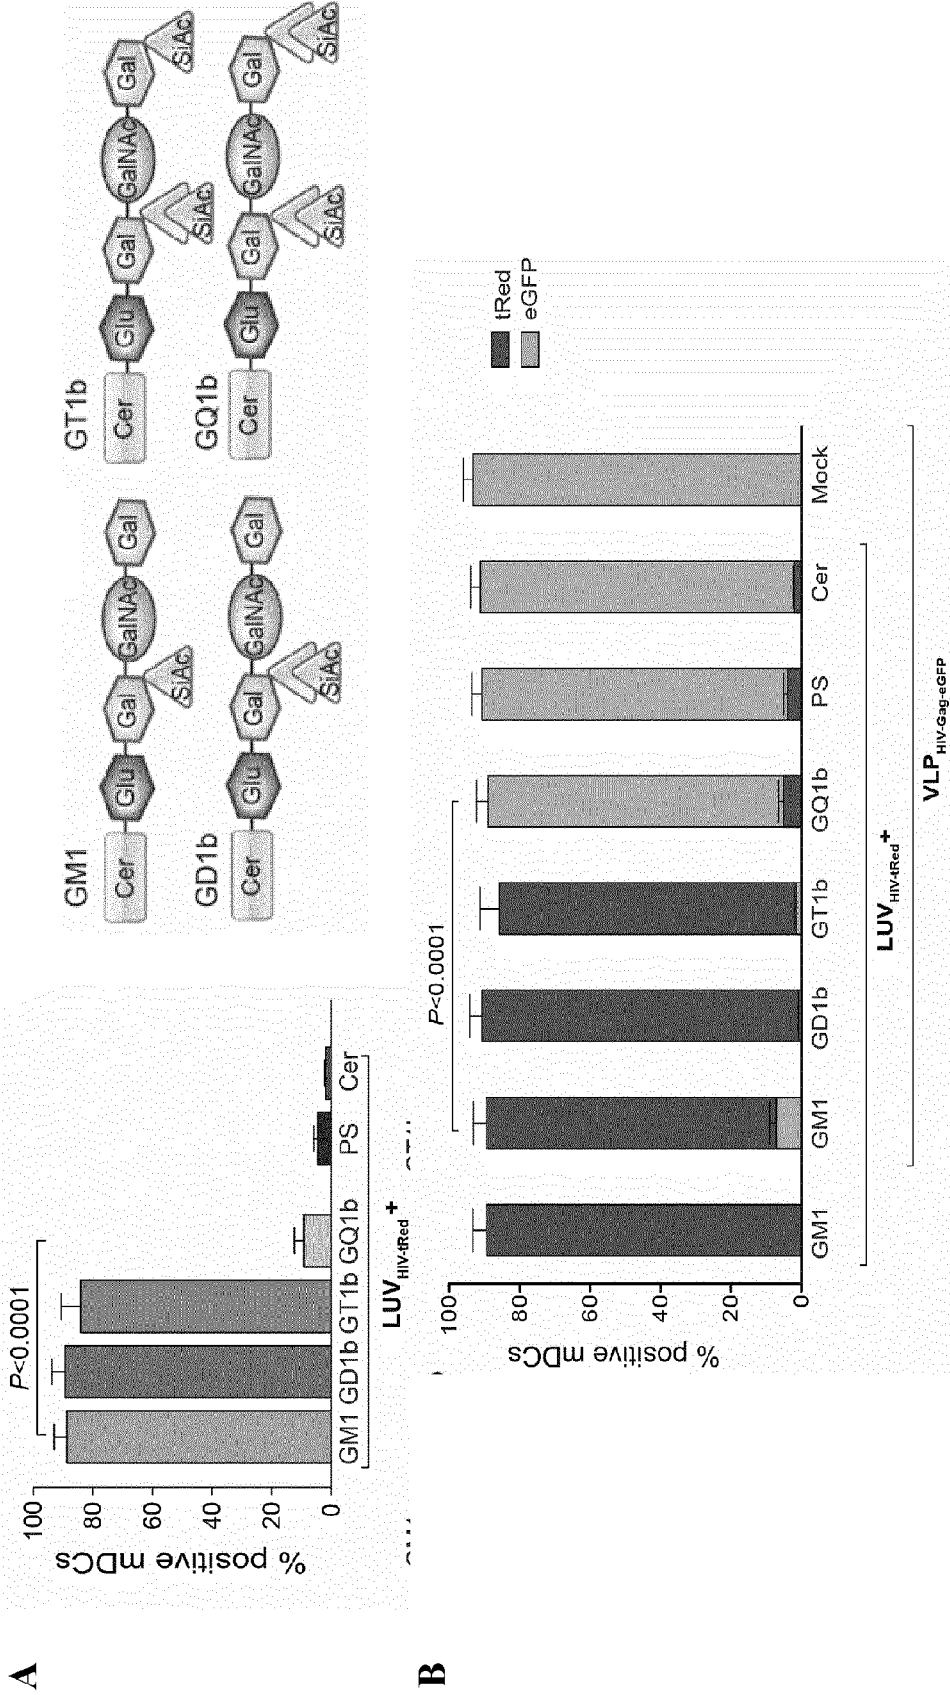 A
% positive mDCs
100
80
60
40
20
0
P<0.0001
GM1 GD1b GT1b GQ1b PS Cer
LUVHIV-tRed +
GM1
Cer Glu Gal GalNAc Gal
SiAc
GT1b
Cer Glu Gal GalNAc Gal
SiAc SiAc
GD1b
Cer Glu Gal GalNAc Gal
SiAc
GQ1b
Cer Glu Gal GalNAc Gal
SiAc SiAc
B
% positive mDCs
100
80
60
40
20
0
P<0.0001
tRed
eGFP
GM1 GM1 GD1b GT1b GQ1b PS Cer Mock
LUVHIV-tRed+
VLPHIV-Gag-eGFP